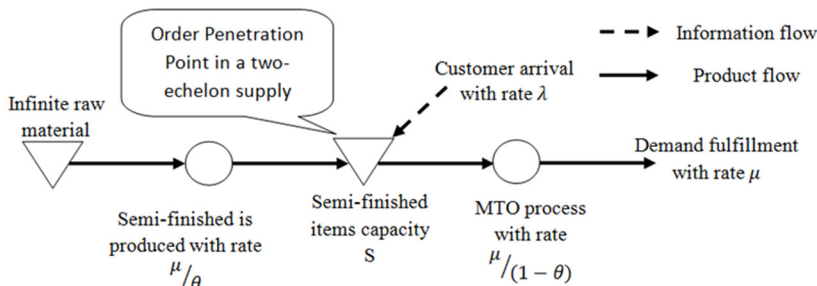 Order Penetration
Point in a two-
echelon supply
Information flow
Product flow
Customer arrival
with rate λ
Infinite raw
material
Demand fulfillment
with rate μ
Semi-finished is
produced with rate
μ/θ
Semi-finished
items capacity
S
MTO process
with rate
μ/(1 − θ)